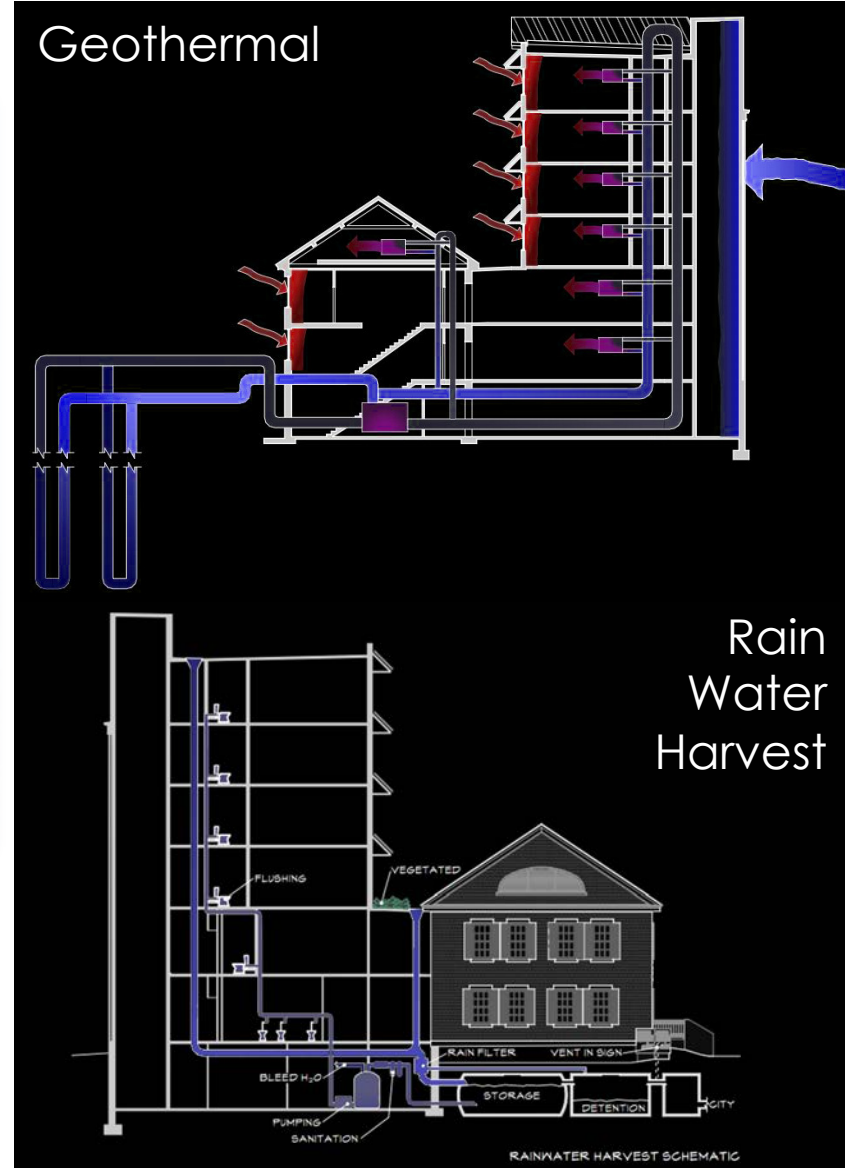 Geothermal
Rain
Water
Harvest
FLUSHING
VEGETATED
RAIN FILTER
VENT IN SIGN
BLEED H₂O
STORAGE
DETENTION
CITY
PUMPING
SANITATION
RAINWATER HARVEST SCHEMATIC